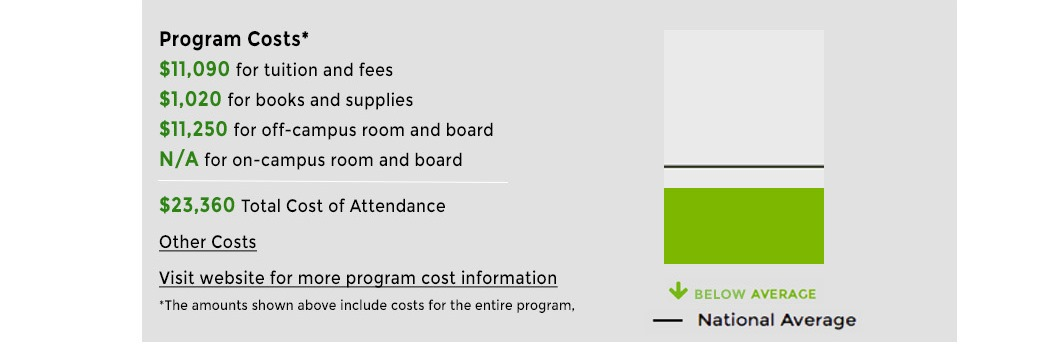 Program Costs*
$11,090 for tuition and fees
$1,020 for books and supplies
$11,250 for off-campus room and board
N/A for on-campus room and board
$23,360 Total Cost of Attendance
Other Costs
Visit website for more program cost information
*The amounts shown above include costs for the entire program,
BELOW AVERAGE
National Average